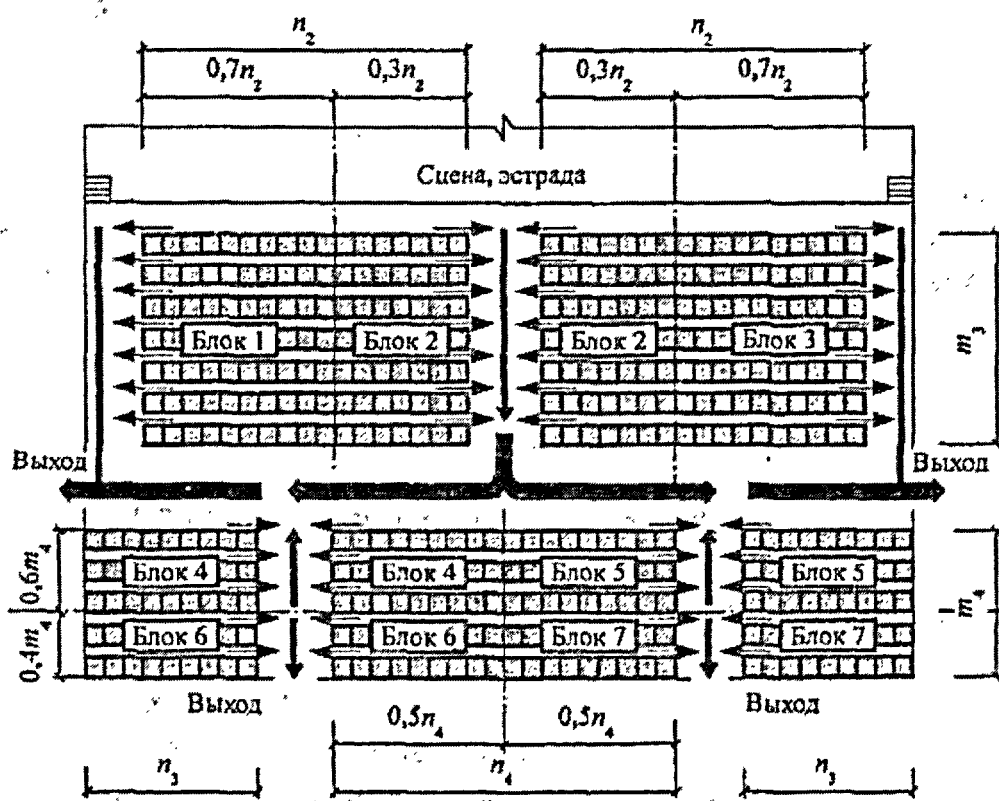 n₂ n₂
0,7n₂ 0,3n₂ 0,3n₂ 0,7n₂
Сцена, эстрада
Блок 1 Блок 2 Блок 2 Блок 3
m₃
Выход Выход
0,6m₄ Блок 4 Блок 4 Блок 5 Блок 5
m₄
0,4m₄ Блок 6 Блок 6 Блок 7 Блок 7
Выход Выход
0,5n₄ 0,5n₄
n₃ n₄ n₃